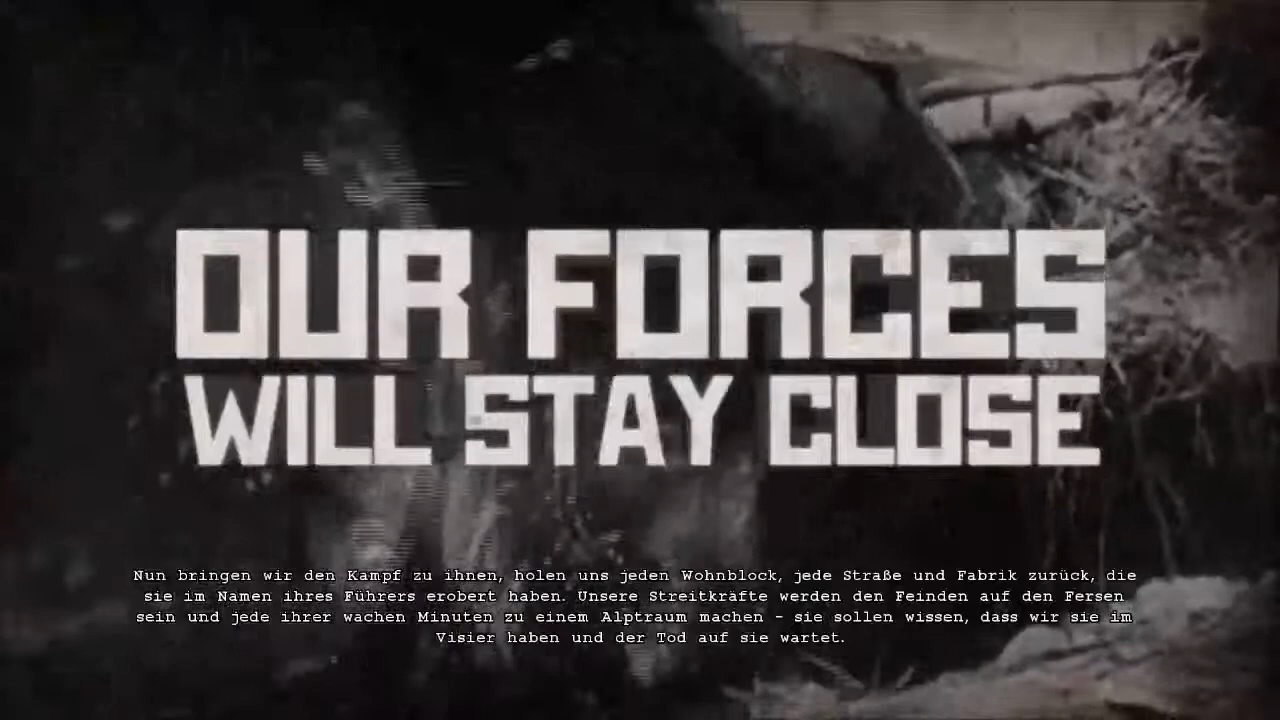 OUR FORCES
WILL STAY CLOSE
Nun bringen wir den Kampf zu ihnen, holen uns jeden Wohnblock, jede Straße und Fabrik zurück, die
sie im Namen ihres Führers erobert haben. Unsere Streitkräfte werden den Feinden auf den Fersen
sein und jede ihrer wachen Minuten zu einem Alptraum machen - sie sollen wissen, dass wir sie im
Visier haben und der Tod auf sie wartet.